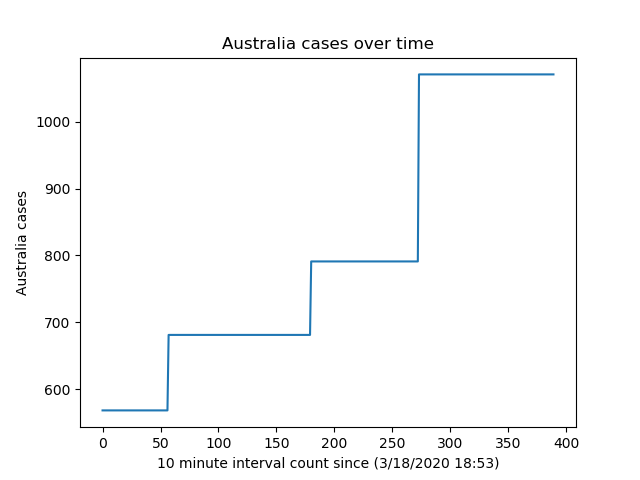 Australia cases over time
1000
900
800
700
600
Australia cases
0 50 100 150 200 250 300 350 400
10 minute interval count since (3/18/2020 18:53)